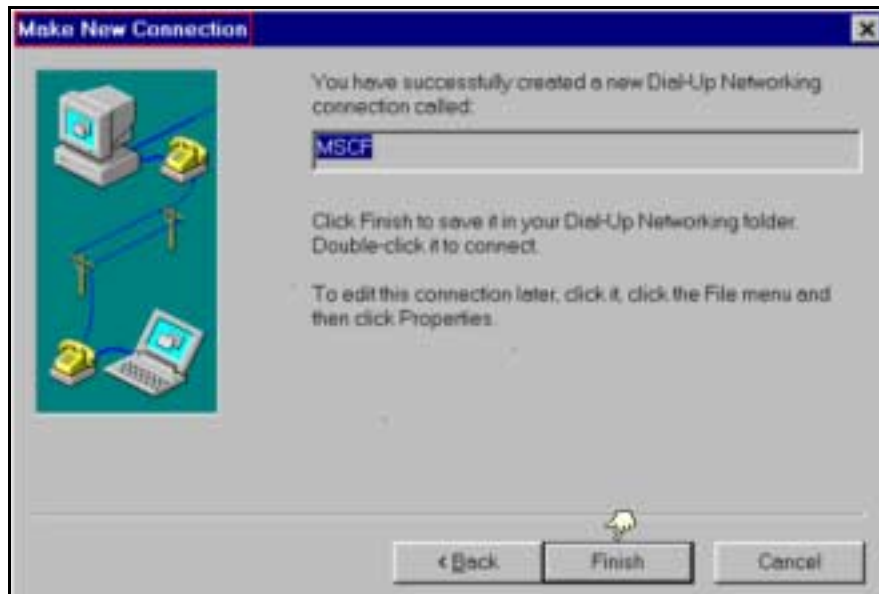 Make New Connection
You have successfully created a new Dial-Up Networking
connection called:
MSCF
Click Finish to save it in your Dial-Up Networking folder.
Double-click it to connect.
To edit this connection later, click it, click the File menu and
then click Properties.
< Back
Finish
Cancel